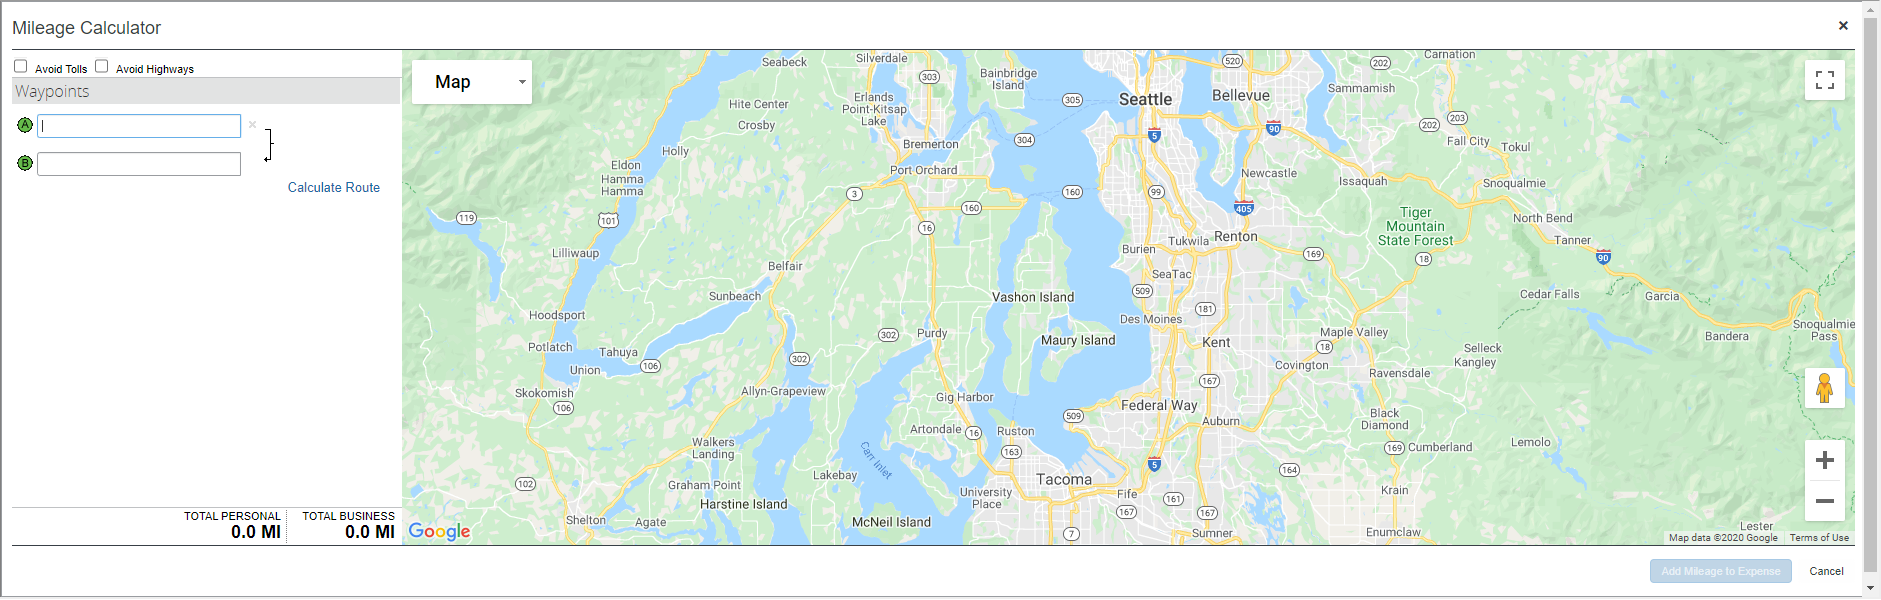 Mileage Calculator
×
Avoid Tolls
Avoid Highways
Waypoints
A
×
B
Calculate Route
TOTAL PERSONAL
0.0 MI
TOTAL BUSINESS
0.0 MI
Map
Seabeck
Silverdale
303
Bainbridge
Island
305
Seattle
520
Bellevue
202
Carnation
Sammamish
Hite Center
Erlands
Point-Kitsap
Lake
Crosby
Holly
Bremerton
304
5
90
202
203
Fall City
Tokul
Eldon
Hamma
Hamma
Port Orchard
3
160
160
99
Newcastle
Issaquah
Snoqualmie
119
101
16
405
Tiger
Mountain
State Forest
North Bend
Tanner
90
Lilliwaup
Belfair
Burien
Tukwila
Renton
169
18
SeaTac
Sunbeach
Vashon Island
509
181
Des Moines
Cedar Falls
Garcia
Hoodsport
302
Purdy
Maury Island
Kent
Maple Valley
18
Snoqualmie
Pass
Bandera
Potlatch
Tahuya
106
Union
302
Selleck
Kangley
Covington
Ravensdale
Skokomish
106
Allyn-Grapeview
Gig Harbor
167
Federal Way
509
Auburn
Black
Diamond
Artondale
16
Ruston
163
Walkers
Landing
Carr Inlet
5
169
Cumberland
Lemolo
102
Graham Point
Lakebay
Tacoma
164
Harstine Island
University
Place
Fife
167
161
167
Krain
Shelton
Agate
McNeil Island
7
Sumner
Enumclaw
Lester
Google
Map data ©2020 Google
Terms of Use
Add Mileage to Expense
Cancel